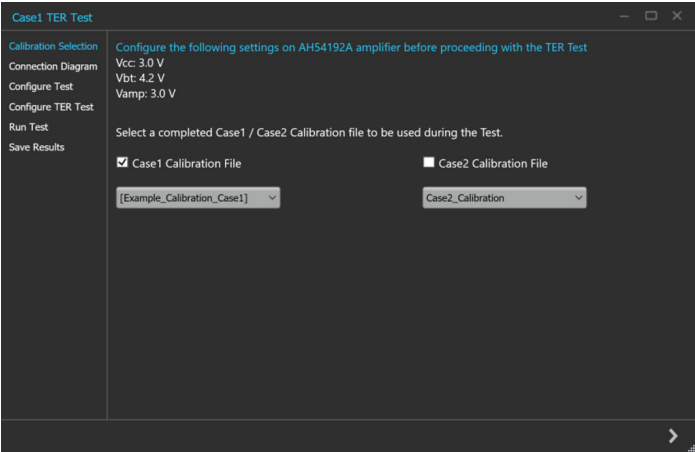 Case1 TER Test
Calibration Selection
Connection Diagram
Configure Test
Configure TER Test
Run Test
Save Results
Configure the following settings on AH54192A amplifier before proceeding with the TER Test
Vcc: 3.0 V
Vbt: 4.2 V
Vamp: 3.0 V
Select a completed Case1 / Case2 Calibration file to be used during the Test.
Case1 Calibration File
Case2 Calibration File
[Example_Calibration_Case1]
Case2_Calibration